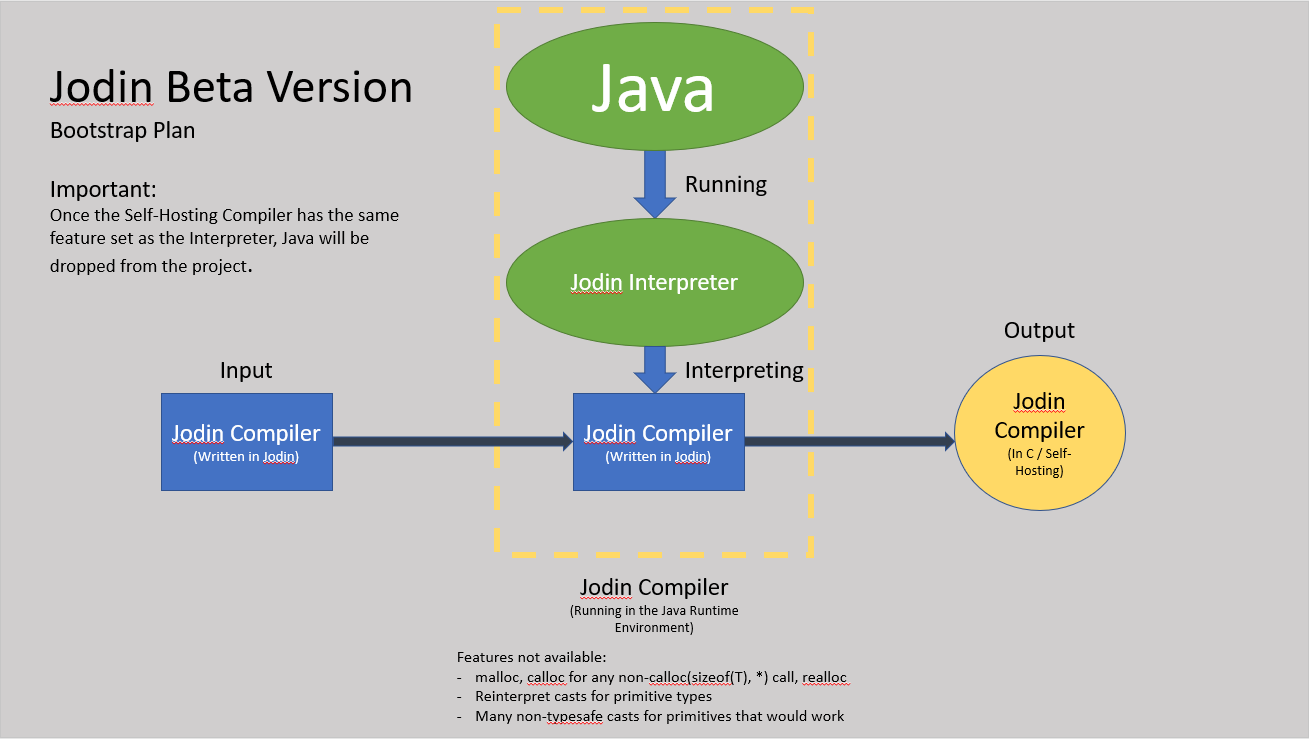 Jodin Beta Version
Bootstrap Plan
Important:
Once the Self-Hosting Compiler has the same
feature set as the Interpreter, Java will be
dropped from the project.
Java
Running
Jodin Interpreter
Interpreting
Input
Jodin Compiler
(Written in Jodin)
Jodin Compiler
(Written in Jodin)
Output
Jodin
Compiler
(In C / Self-
Hosting)
Jodin Compiler
(Running in the Java Runtime
Environment)
Features not available:
- malloc, calloc for any non-calloc(sizeof(T), *) call, realloc
- Reinterpret casts for primitive types
- Many non-typesafe casts for primitives that would work